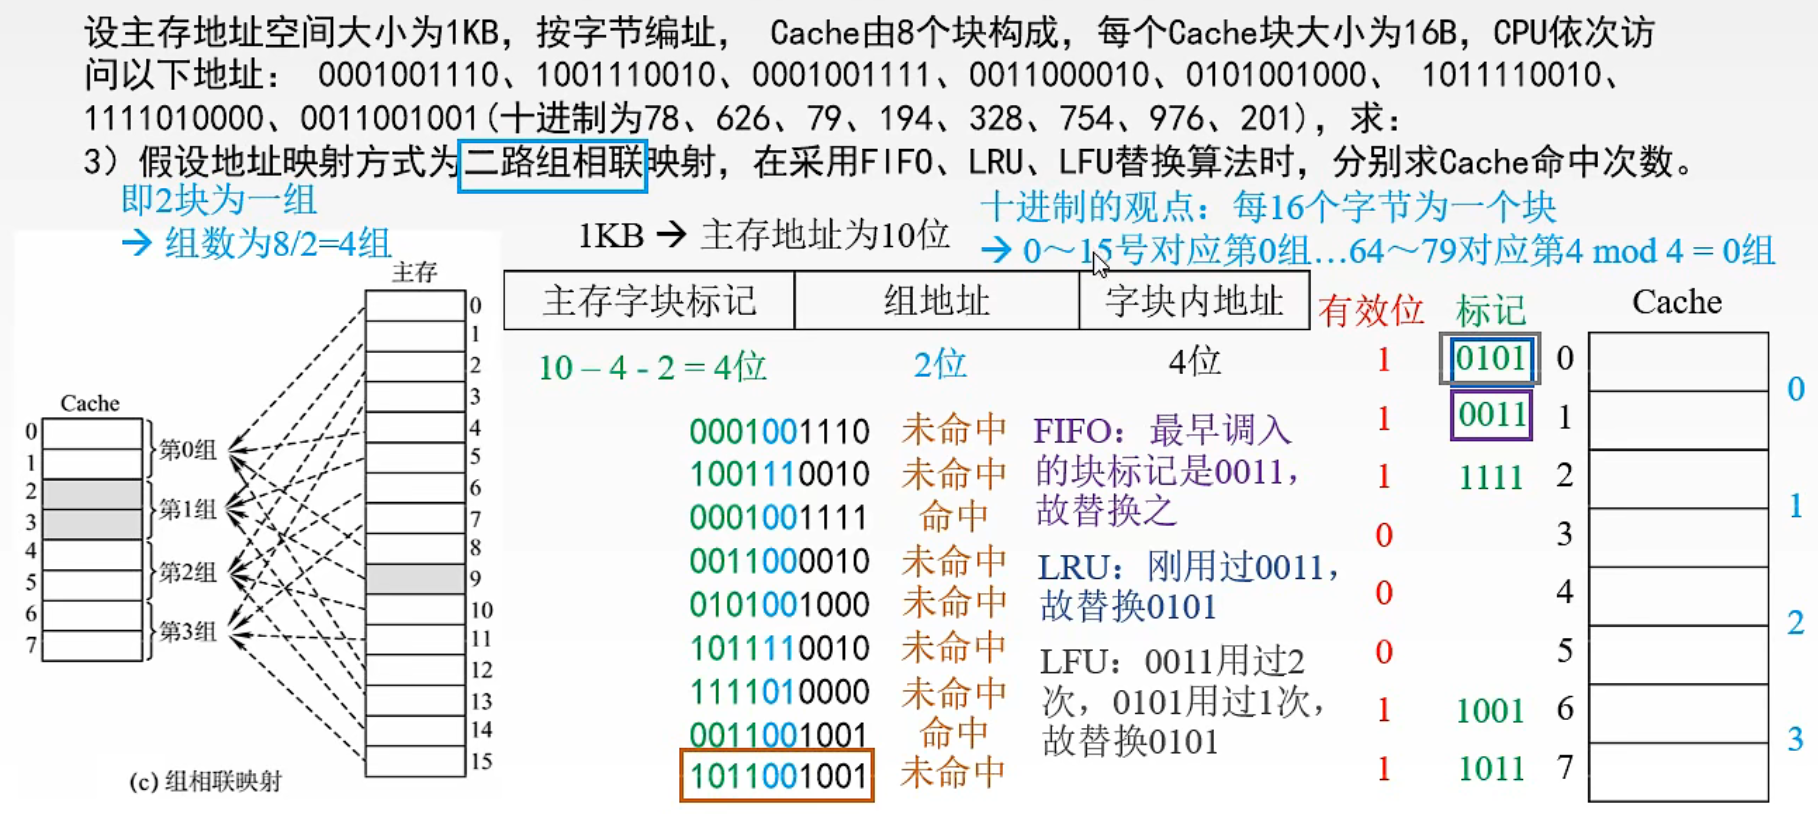 设主存地址空间大小为1KB，按字节编址， Cache由8个块构成，每个Cache块大小为16B，CPU依次访
问以下地址： 0001001110、1001110010、0001001111、0011000010、0101001000、 1011110010、
1111010000、0011001001(十进制为78、626、79、194、328、754、976、201)，求：
3）假设地址映射方式为二路组相联映射，在采用FIFO、LRU、LFU替换算法时，分别求Cache命中次数。
即2块为一组
→ 组数为8/2=4组
1KB → 主存地址为10位
十进制的观点：每16个字节为一个块
→ 0～15号对应第0组…64～79对应第4 mod 4 = 0组
主存字块标记 组地址 字块内地址
10 – 4 - 2 = 4位 2位 4位
主存
0
1
2
3
4
5
6
7
8
9
10
11
12
13
14
15
Cache
0
1
2
3
4
5
6
7
第0组
第1组
第2组
第3组
(c) 组相联映射
0001001110 未命中
1001110010 未命中
0001001111 命中
0011000010 未命中
0101001000 未命中
1011110010 未命中
1111010000 未命中
0011001001 命中
1011001001 未命中
FIFO：最早调入
的块标记是0011，
故替换之
LRU：刚用过0011，
故替换0101
LFU：0011用过2
次，0101用过1次，
故替换0101
有效位 标记 Cache
1 0101 0
1 0011 1
1 1111 2
0 3
0 4
0 5
1 1001 6
1 1011 7
0
1
2
3